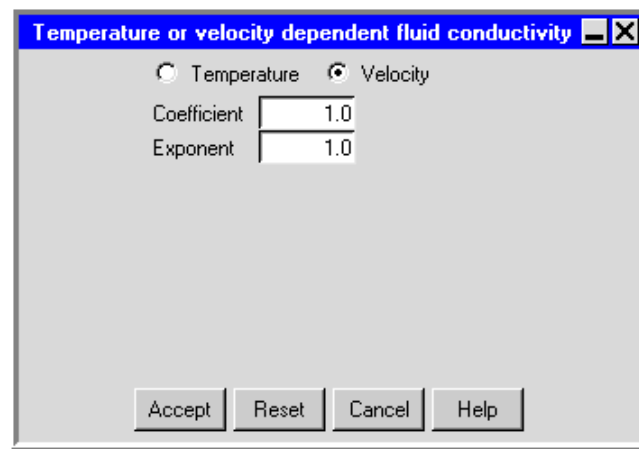 Temperature or velocity dependent fluid conductivity
Temperature Velocity
Coefficient 1.0
Exponent 1.0
Accept Reset Cancel Help